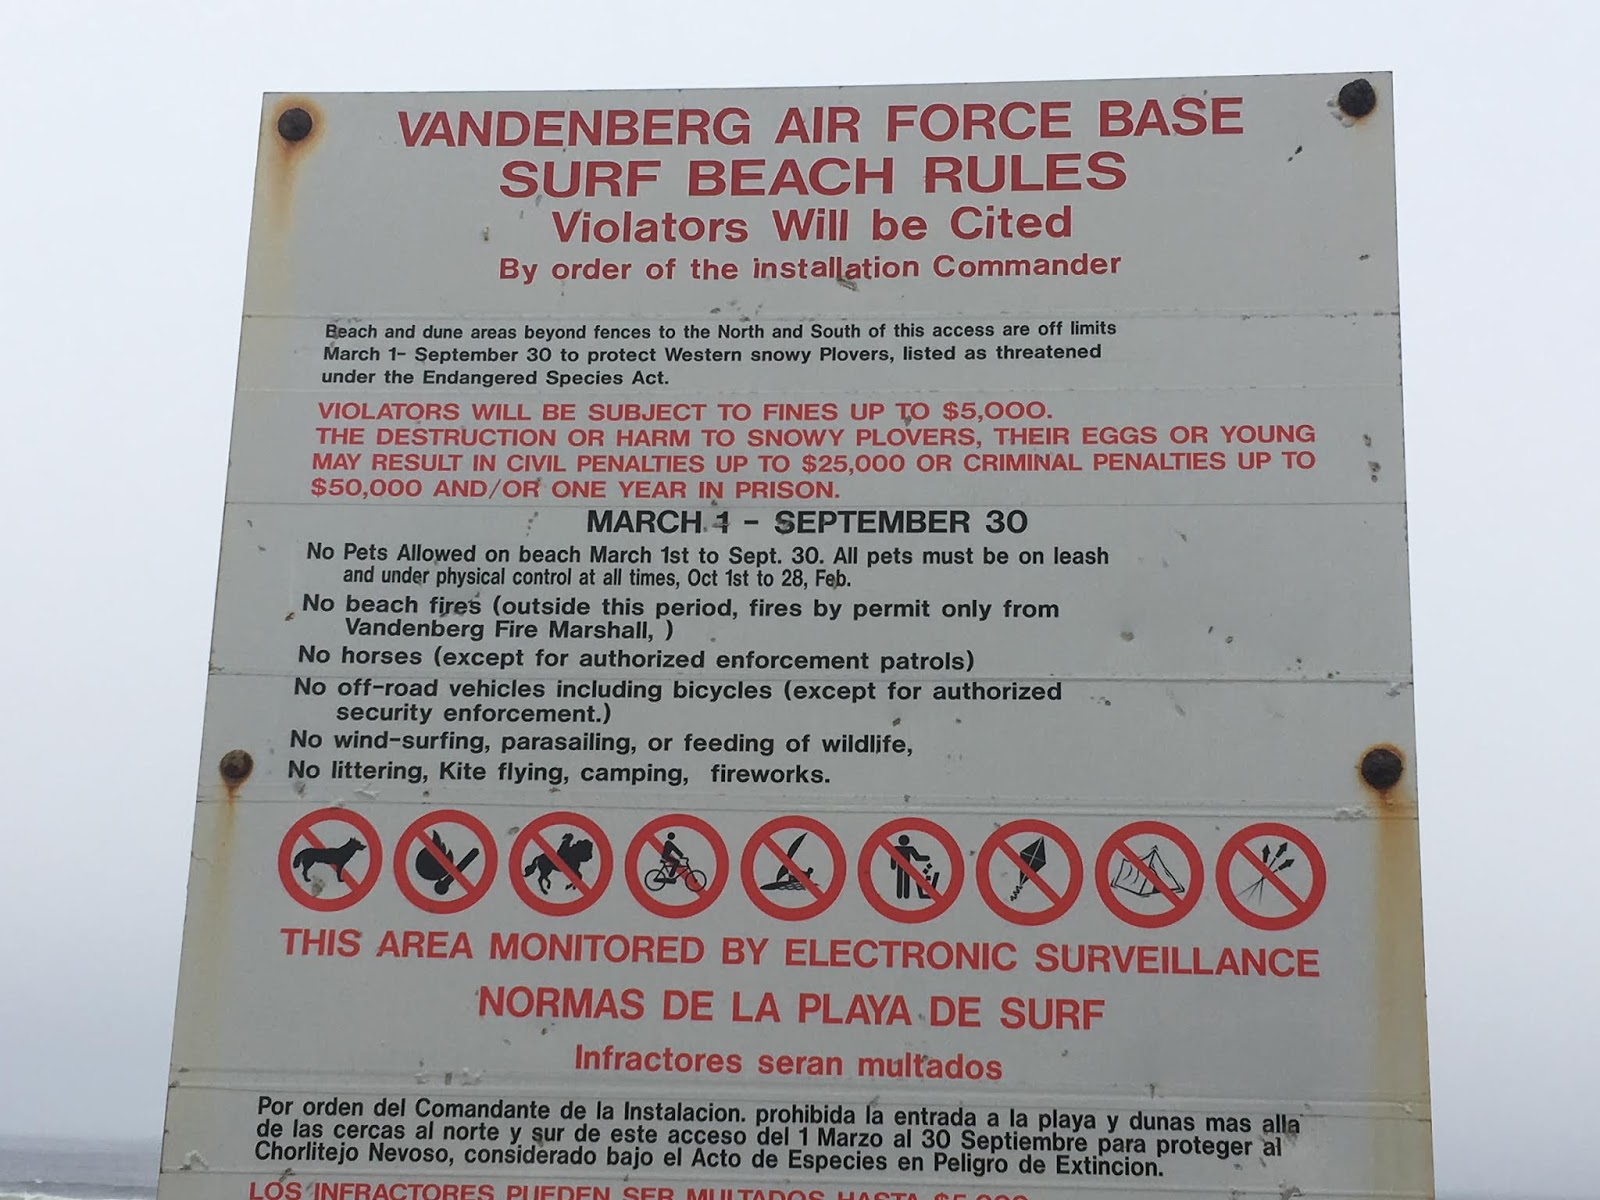 VANDENBERG AIR FORCE BASE
SURF BEACH RULES
Violators Will be Cited
By order of the installation Commander
Beach and dune areas beyond fences to the North and South of this access are off limits
March 1- September 30 to protect Western snowy Plovers, listed as threatened
under the Endangered Species Act.
VIOLATORS WILL BE SUBJECT TO FINES UP TO $5,000.
THE DESTRUCTION OR HARM TO SNOWY PLOVERS, THEIR EGGS OR YOUNG
MAY RESULT IN CIVIL PENALTIES UP TO $25,000 OR CRIMINAL PENALTIES UP TO
$50,000 AND/OR ONE YEAR IN PRISON.
MARCH 1 - SEPTEMBER 30
No Pets Allowed on beach March 1st to Sept. 30. All pets must be on leash
and under physical control at all times, Oct 1st to 28, Feb.
No beach fires (outside this period, fires by permit only from
Vandenberg Fire Marshall, )
No horses (except for authorized enforcement patrols)
No off-road vehicles including bicycles (except for authorized
security enforcement.)
No wind-surfing, parasailing, or feeding of wildlife,
No littering, Kite flying, camping, fireworks.
THIS AREA MONITORED BY ELECTRONIC SURVEILLANCE
NORMAS DE LA PLAYA DE SURF
Infractores seran multados
Por orden del Comandante de la Instalacion. prohibida la entrada a la playa y dunas mas alla
de las cercas al norte y sur de este acceso del 1 Marzo al 30 Septiembre para proteger al
Chorlitejo Nevoso, considerado bajo el Acto de Especies en Peligro de Extincion.
LOS INFRACTORES PUEDEN SER MULTADOS HASTA $5,000